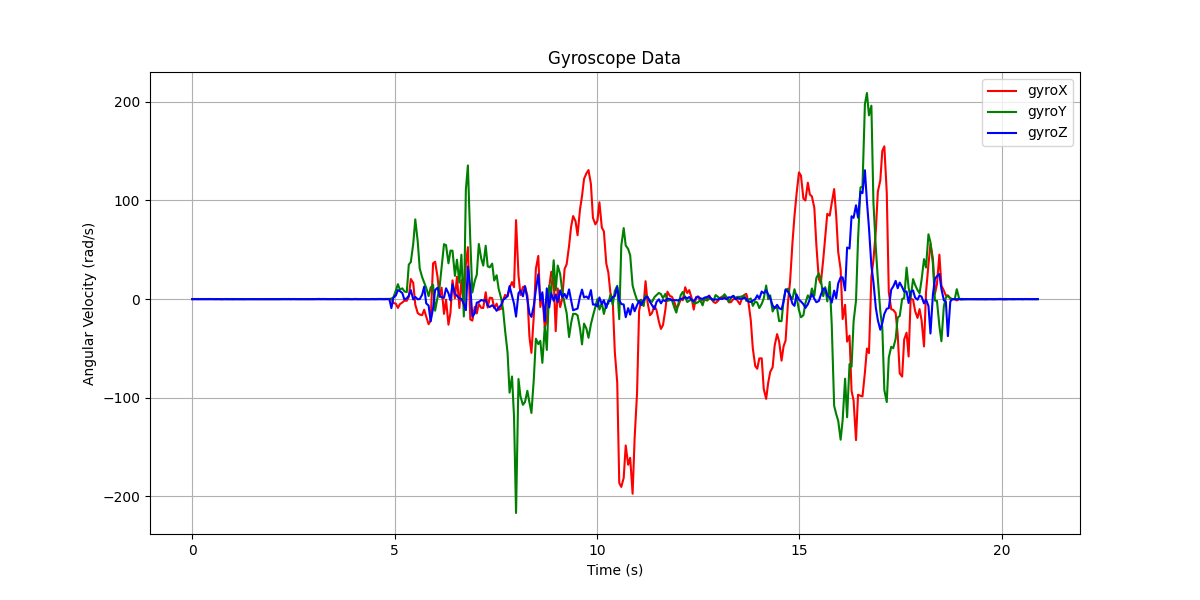 Gyroscope Data
gyroX
gyroY
gyroZ
Angular Velocity (rad/s)
200
100
0
−100
−200
0 5 10 15 20
Time (s)